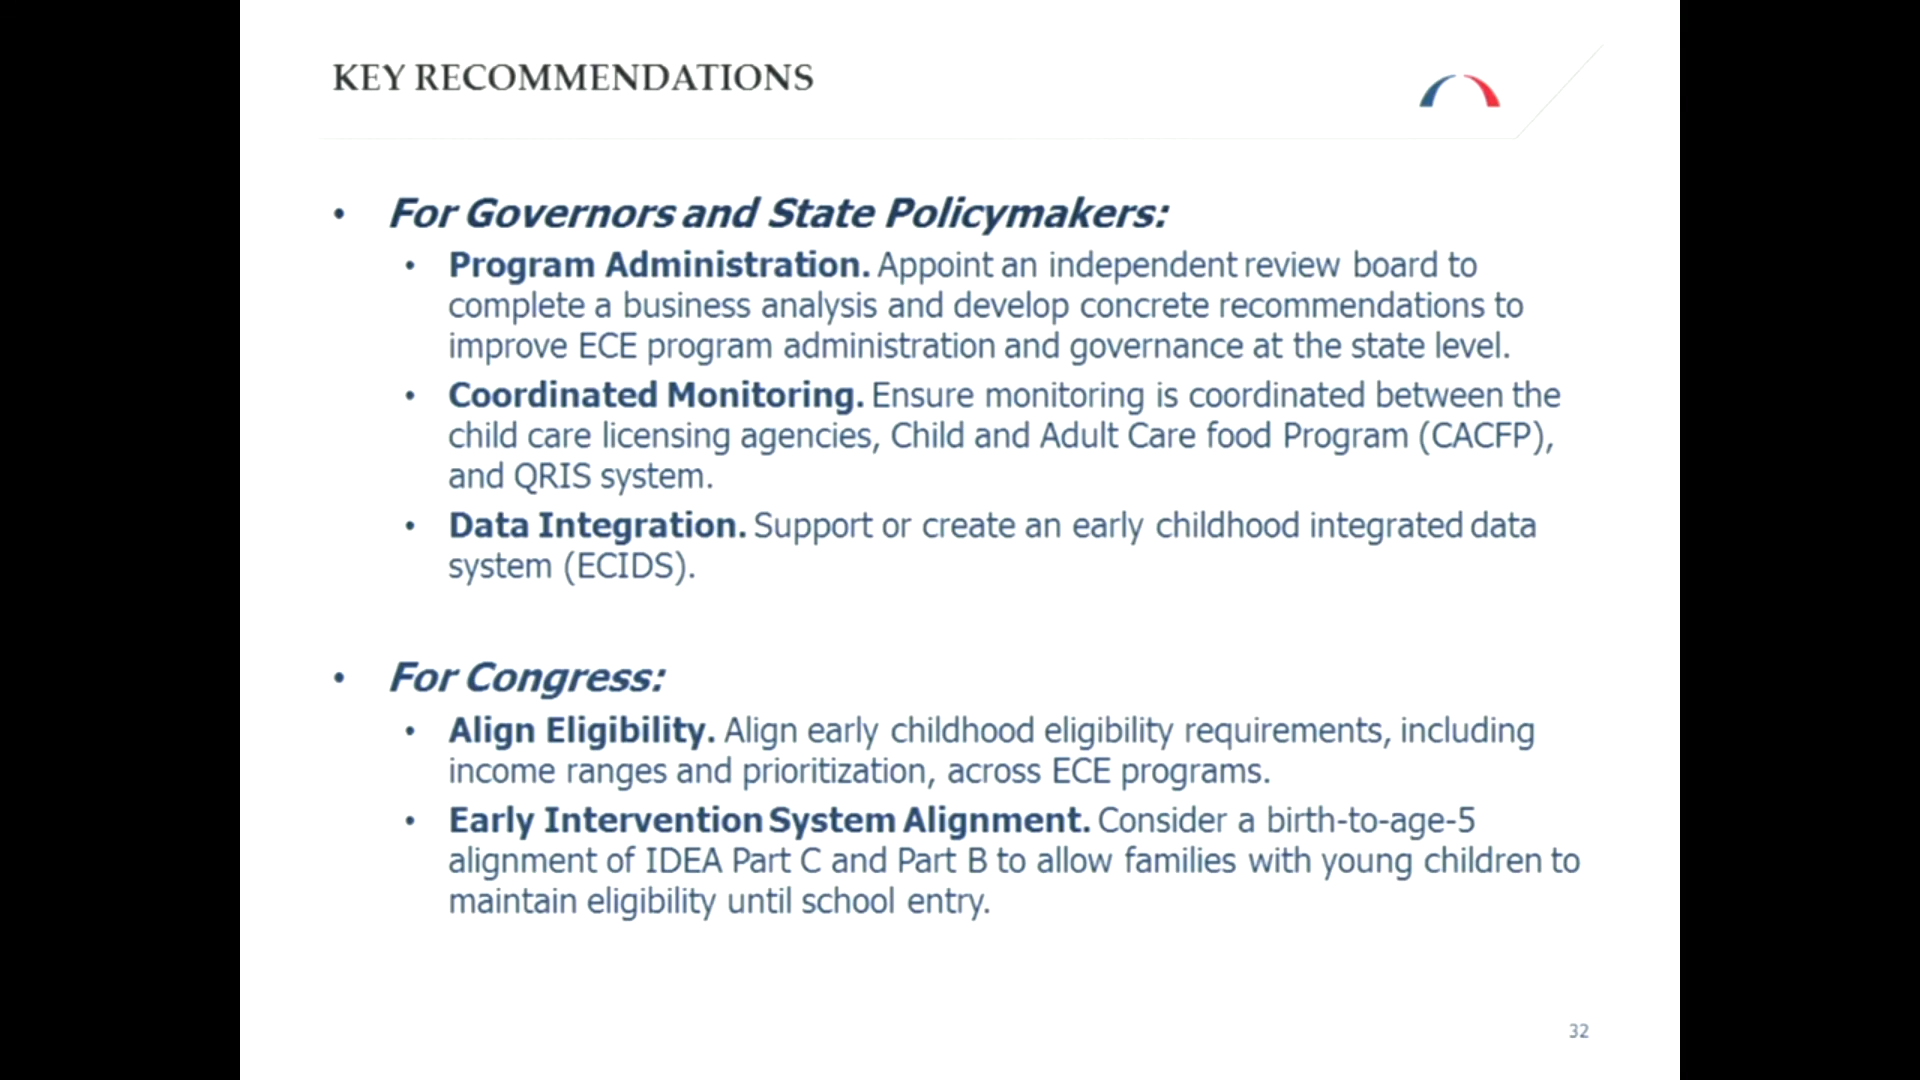 KEY RECOMMENDATIONS
• For Governors and State Policymakers:
• Program Administration. Appoint an independent review board to
complete a business analysis and develop concrete recommendations to
improve ECE program administration and governance at the state level.
• Coordinated Monitoring. Ensure monitoring is coordinated between the
child care licensing agencies, Child and Adult Care food Program (CACFP),
and QRIS system.
• Data Integration. Support or create an early childhood integrated data
system (ECIDS).
• For Congress:
• Align Eligibility. Align early childhood eligibility requirements, including
income ranges and prioritization, across ECE programs.
• Early Intervention System Alignment. Consider a birth-to-age-5
alignment of IDEA Part C and Part B to allow families with young children to
maintain eligibility until school entry.
32